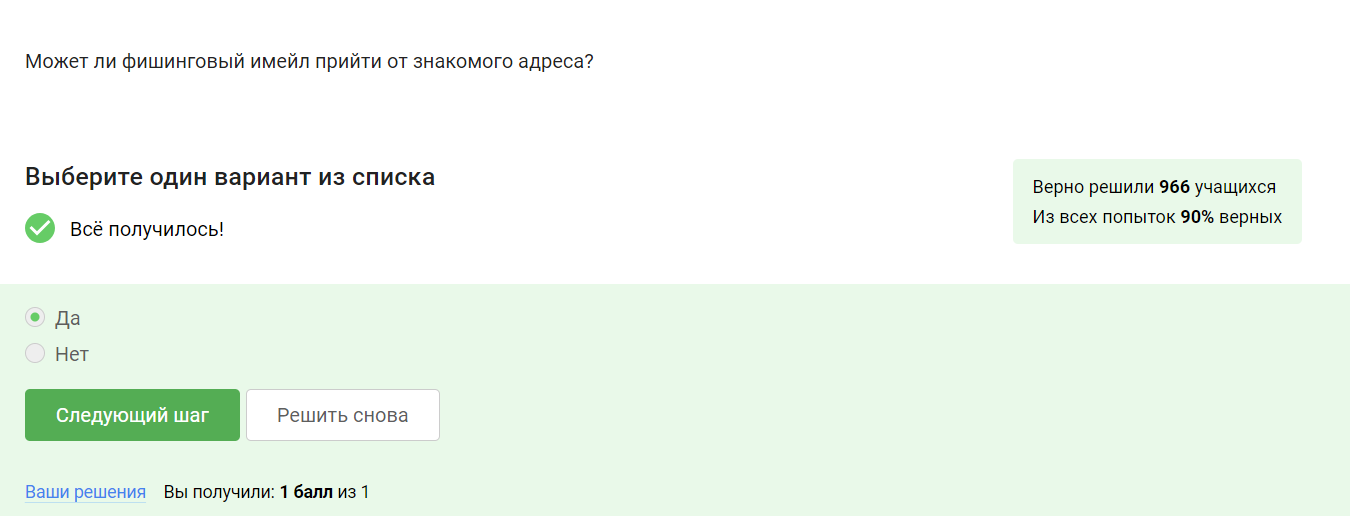 Может ли фишинговый имейл прийти от знакомого адреса?
Выберите один вариант из списка
Всё получилось!
Верно решили 966 учащихся
Из всех попыток 90% верных
Да
Нет
Следующий шаг
Решить снова
Ваши решения Вы получили: 1 балл из 1